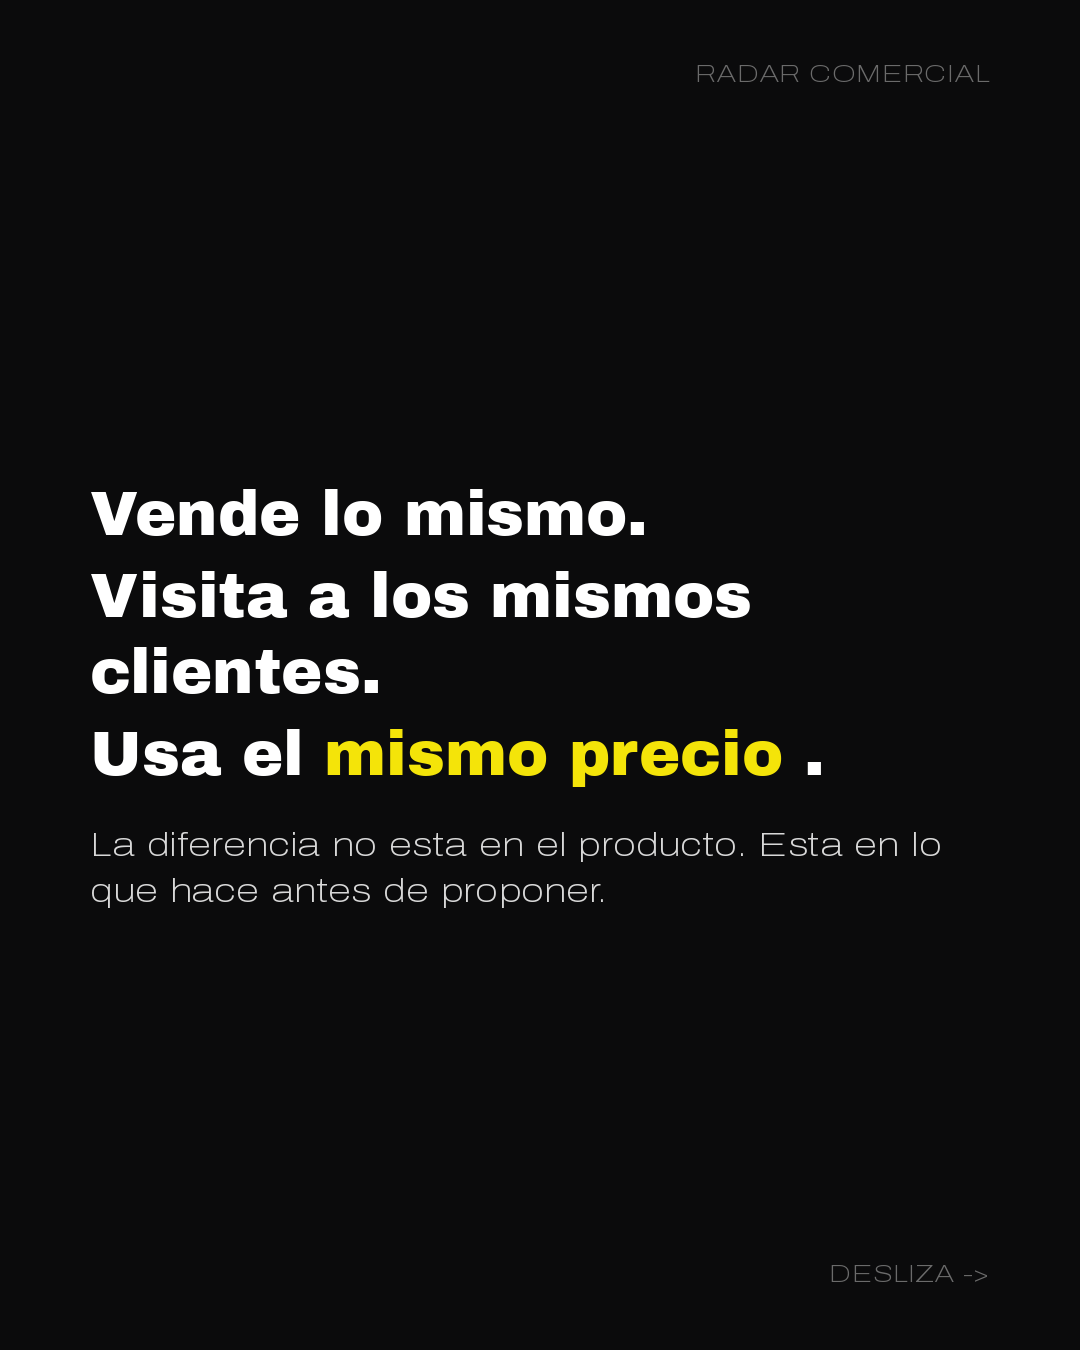 RADAR COMERCIAL
Vende lo mismo.
Visita a los mismos
clientes.
Usa el mismo precio .
La diferencia no esta en el producto. Esta en lo
que hace antes de proponer.
DESLIZA ->